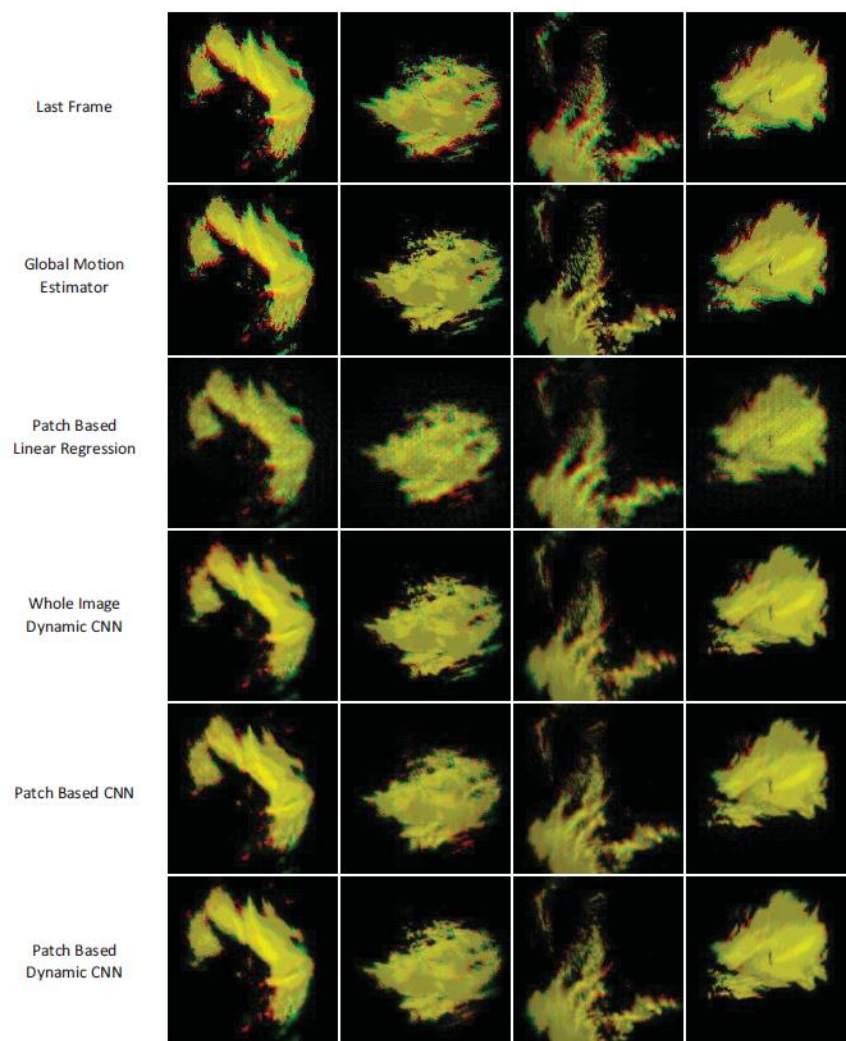 Last Frame
Global Motion
Estimator
Patch Based
Linear Regression
Whole Image
Dynamic CNN
Patch Based CNN
Patch Based
Dynamic CNN